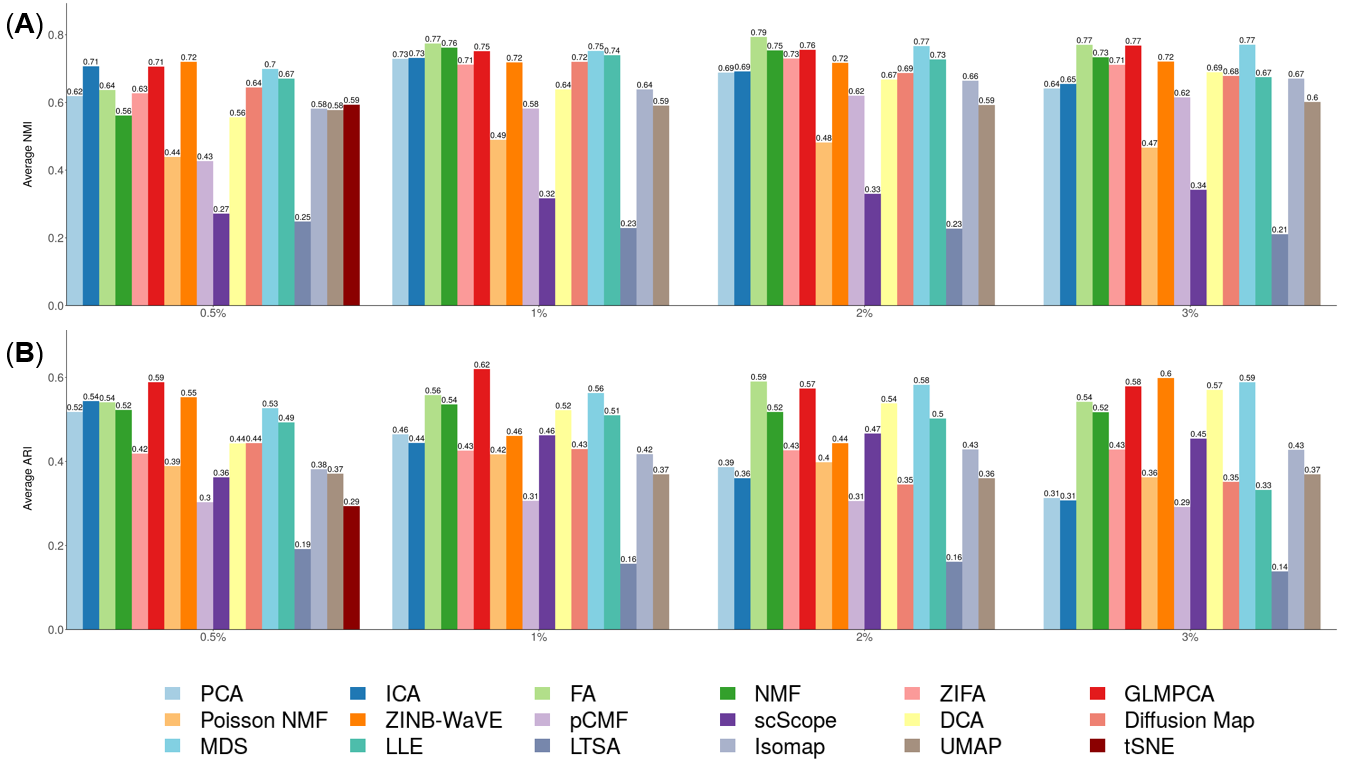 (A)
Average NMI
0.8
0.6
0.4
0.2
0.0
0.62 0.71 0.64 0.56 0.63 0.71 0.44 0.72 0.43 0.27 0.56 0.64 0.7 0.67 0.25 0.58 0.58 0.59
0.73 0.73 0.77 0.76 0.71 0.75 0.49 0.72 0.58 0.32 0.64 0.72 0.75 0.74 0.23 0.64 0.59
0.69 0.69 0.79 0.75 0.73 0.76 0.48 0.72 0.62 0.33 0.67 0.69 0.77 0.73 0.23 0.66 0.59
0.64 0.65 0.77 0.73 0.71 0.77 0.47 0.72 0.62 0.34 0.69 0.68 0.77 0.67 0.21 0.67 0.6
0.5% 1% 2% 3%
(B)
Average ARI
0.6
0.4
0.2
0.0
0.52 0.54 0.54 0.52 0.42 0.59 0.39 0.55 0.3 0.36 0.44 0.44 0.53 0.49 0.19 0.38 0.37 0.29
0.46 0.44 0.56 0.54 0.43 0.62 0.42 0.46 0.31 0.46 0.52 0.43 0.56 0.51 0.16 0.42 0.37
0.39 0.36 0.59 0.52 0.43 0.57 0.4 0.44 0.31 0.47 0.54 0.35 0.58 0.5 0.16 0.43 0.36
0.31 0.31 0.54 0.52 0.43 0.58 0.36 0.6 0.29 0.45 0.57 0.35 0.59 0.33 0.14 0.43 0.37
0.5% 1% 2% 3%
PCA ICA FA NMF ZIFA GLMPCA
Poisson NMF ZINB-WaVE pCMF scScope DCA Diffusion Map
MDS LLE LTSA Isomap UMAP tSNE